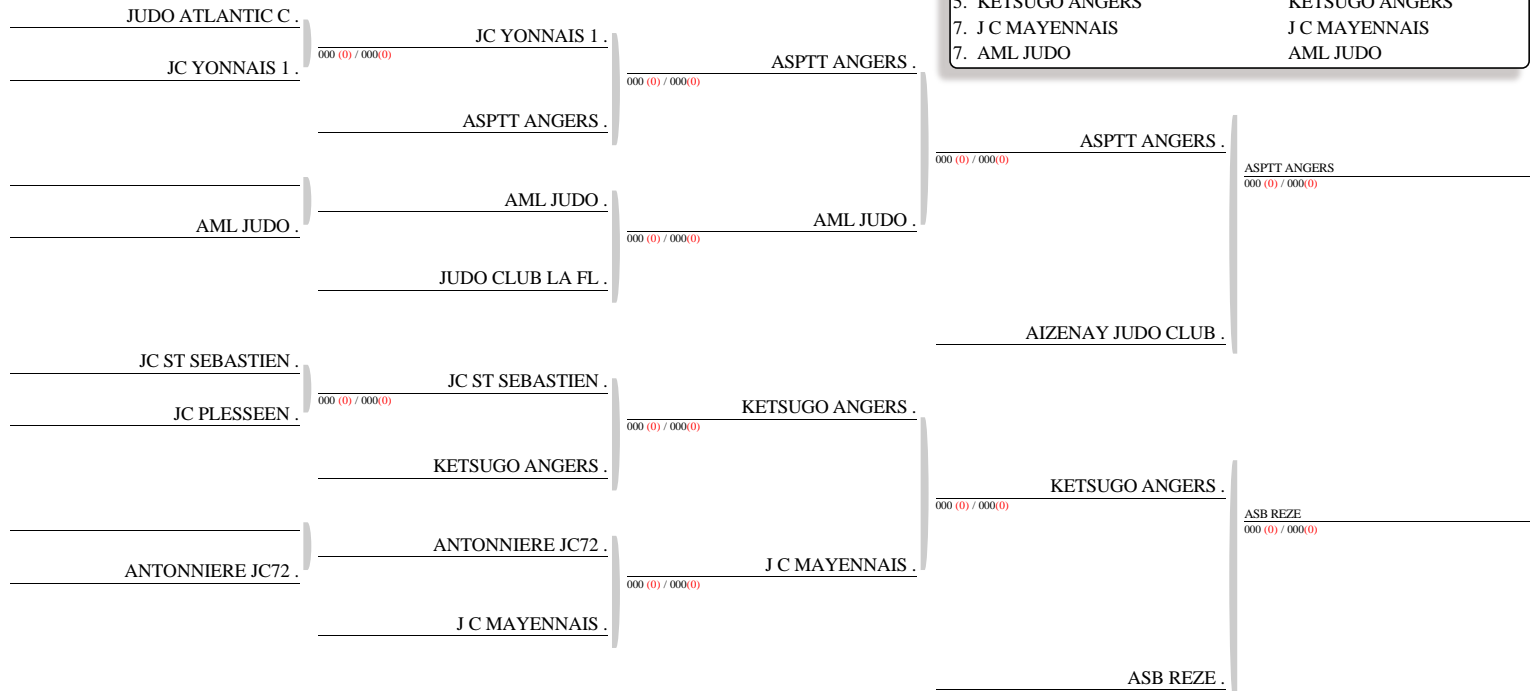 5. KETSUGO ANGERS KETSUGO ANGERS
7. J C MAYENNAIS J C MAYENNAIS
7. AML JUDO AML JUDO
JUDO ATLANTIC C .
JC YONNAIS 1 .
000 (0) / 000(0)
JC YONNAIS 1 .
ASPTT ANGERS .
000 (0) / 000(0)
ASPTT ANGERS .
ASPTT ANGERS .
000 (0) / 000(0)
ASPTT ANGERS
000 (0) / 000(0)
AML JUDO .
AML JUDO .
AML JUDO .
000 (0) / 000(0)
JUDO CLUB LA FL .
AIZENAY JUDO CLUB .
JC ST SEBASTIEN .
JC ST SEBASTIEN .
000 (0) / 000(0)
JC PLESSEEN .
KETSUGO ANGERS .
000 (0) / 000(0)
KETSUGO ANGERS .
KETSUGO ANGERS .
000 (0) / 000(0)
ASB REZE
000 (0) / 000(0)
ANTONNIERE JC72 .
ANTONNIERE JC72 .
J C MAYENNAIS .
000 (0) / 000(0)
J C MAYENNAIS .
ASB REZE .